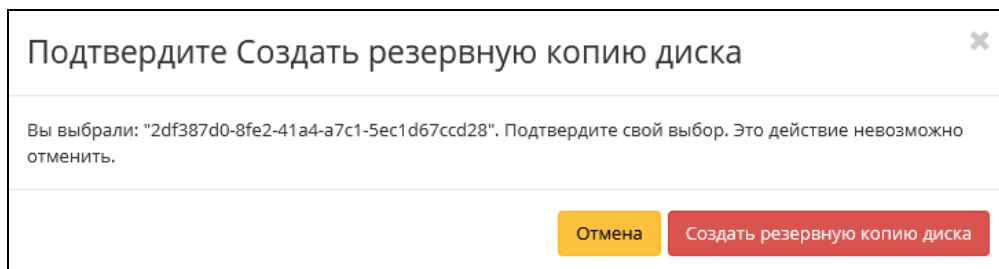 Подтвердите Создать резервную копию диска
Вы выбрали: "2df387d0-8fe2-41a4-a7c1-5ec1d67ccd28". Подтвердите свой выбор. Это действие невозможно
отменить.
Отмена
Создать резервную копию диска